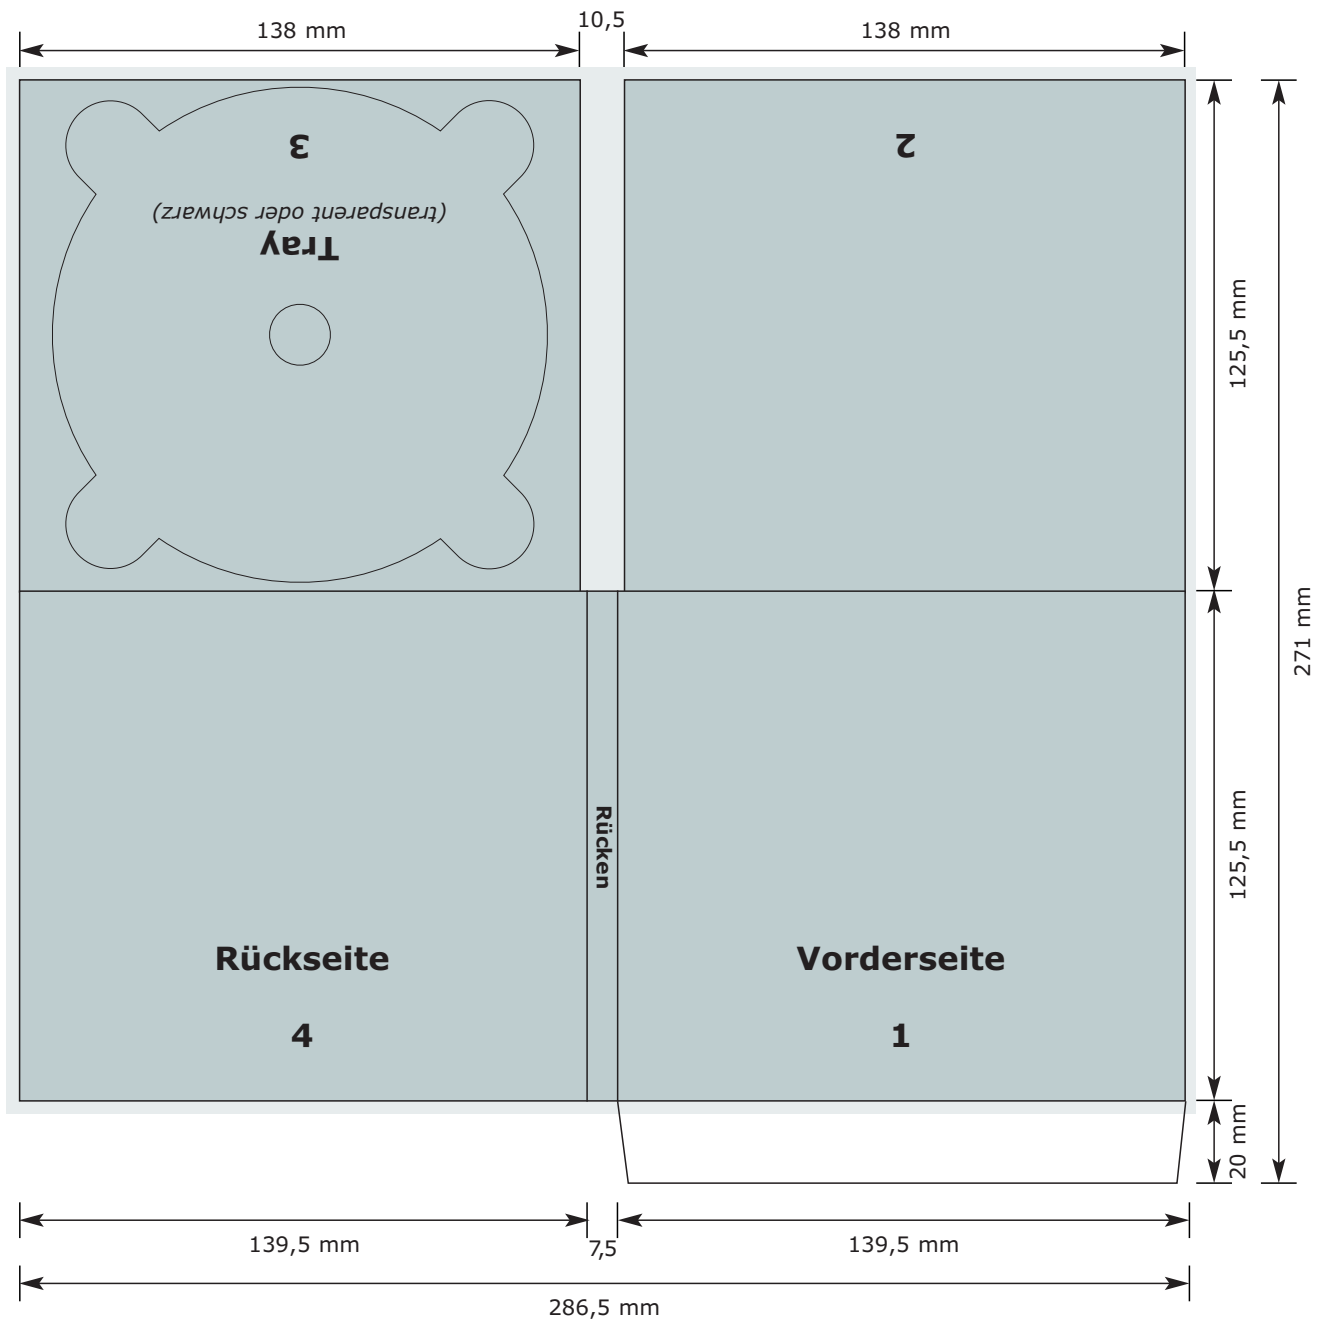 138 mm
10,5
138 mm
3
(transparent oder schwarz)
Tray
2
125,5 mm
271 mm
Rücken
125,5 mm
Rückseite
Vorderseite
4
1
20 mm
139,5 mm
7,5
139,5 mm
286,5 mm